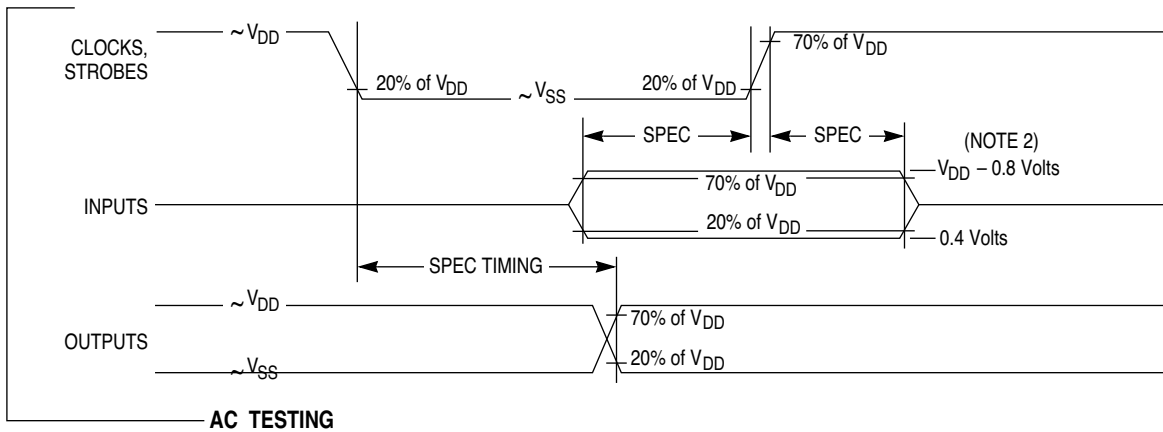 CLOCKS,
STROBES
~ VDD
20% of VDD
~ VSS
20% of VDD
70% of VDD
SPEC
SPEC
(NOTE 2)
VDD – 0.8 Volts
INPUTS
70% of VDD
20% of VDD
0.4 Volts
SPEC TIMING
OUTPUTS
~ VDD
70% of VDD
20% of VDD
~ VSS
AC TESTING